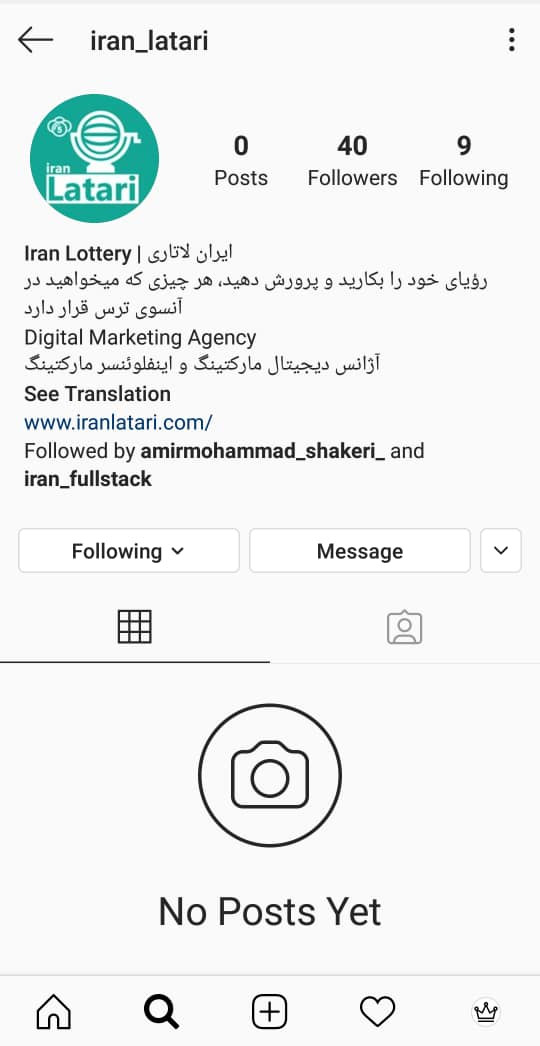 iran_latari
iran
Latari
0
Posts
40
Followers
9
Following
Iran Lottery | ایران لاتاری
رؤیای خود را بکارید و پرورش دهید، هر چیزی که میخواهید در
آنسوی ترس قرار دارد
Digital Marketing Agency
آژانس دیجیتال مارکتینگ و اینفلوئنسر مارکتینگ
See Translation
www.iranlatari.com/
Followed by amirmohammad_shakeri_ and
iran_fullstack
Following
Message
No Posts Yet